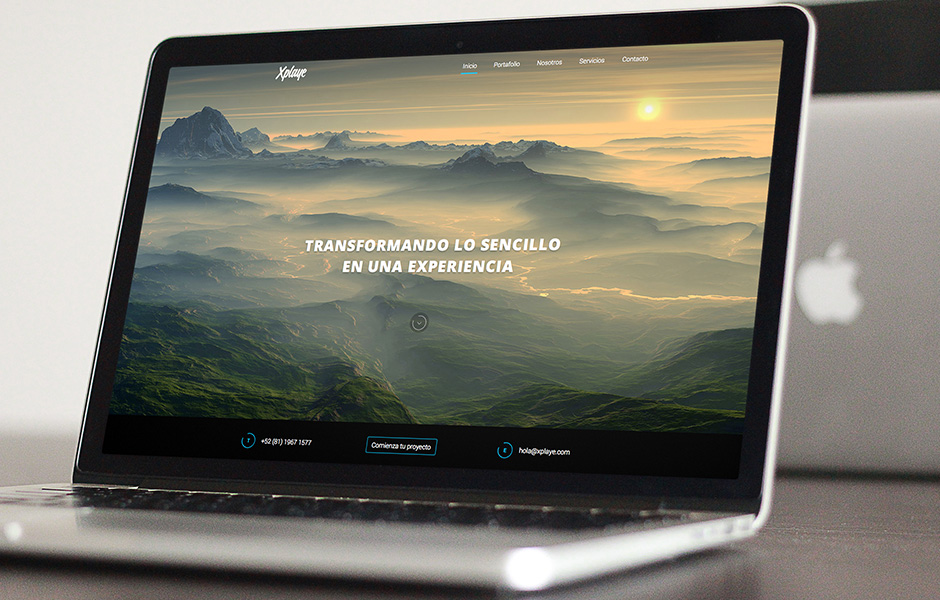 Xplaye
Inicio Portafolio Nosotros Servicios Contacto
TRANSFORMANDO LO SENCILLO
EN UNA EXPERIENCIA
T +52 (81) 1967 1577 Comienza tu proyecto E hola@xplaye.com